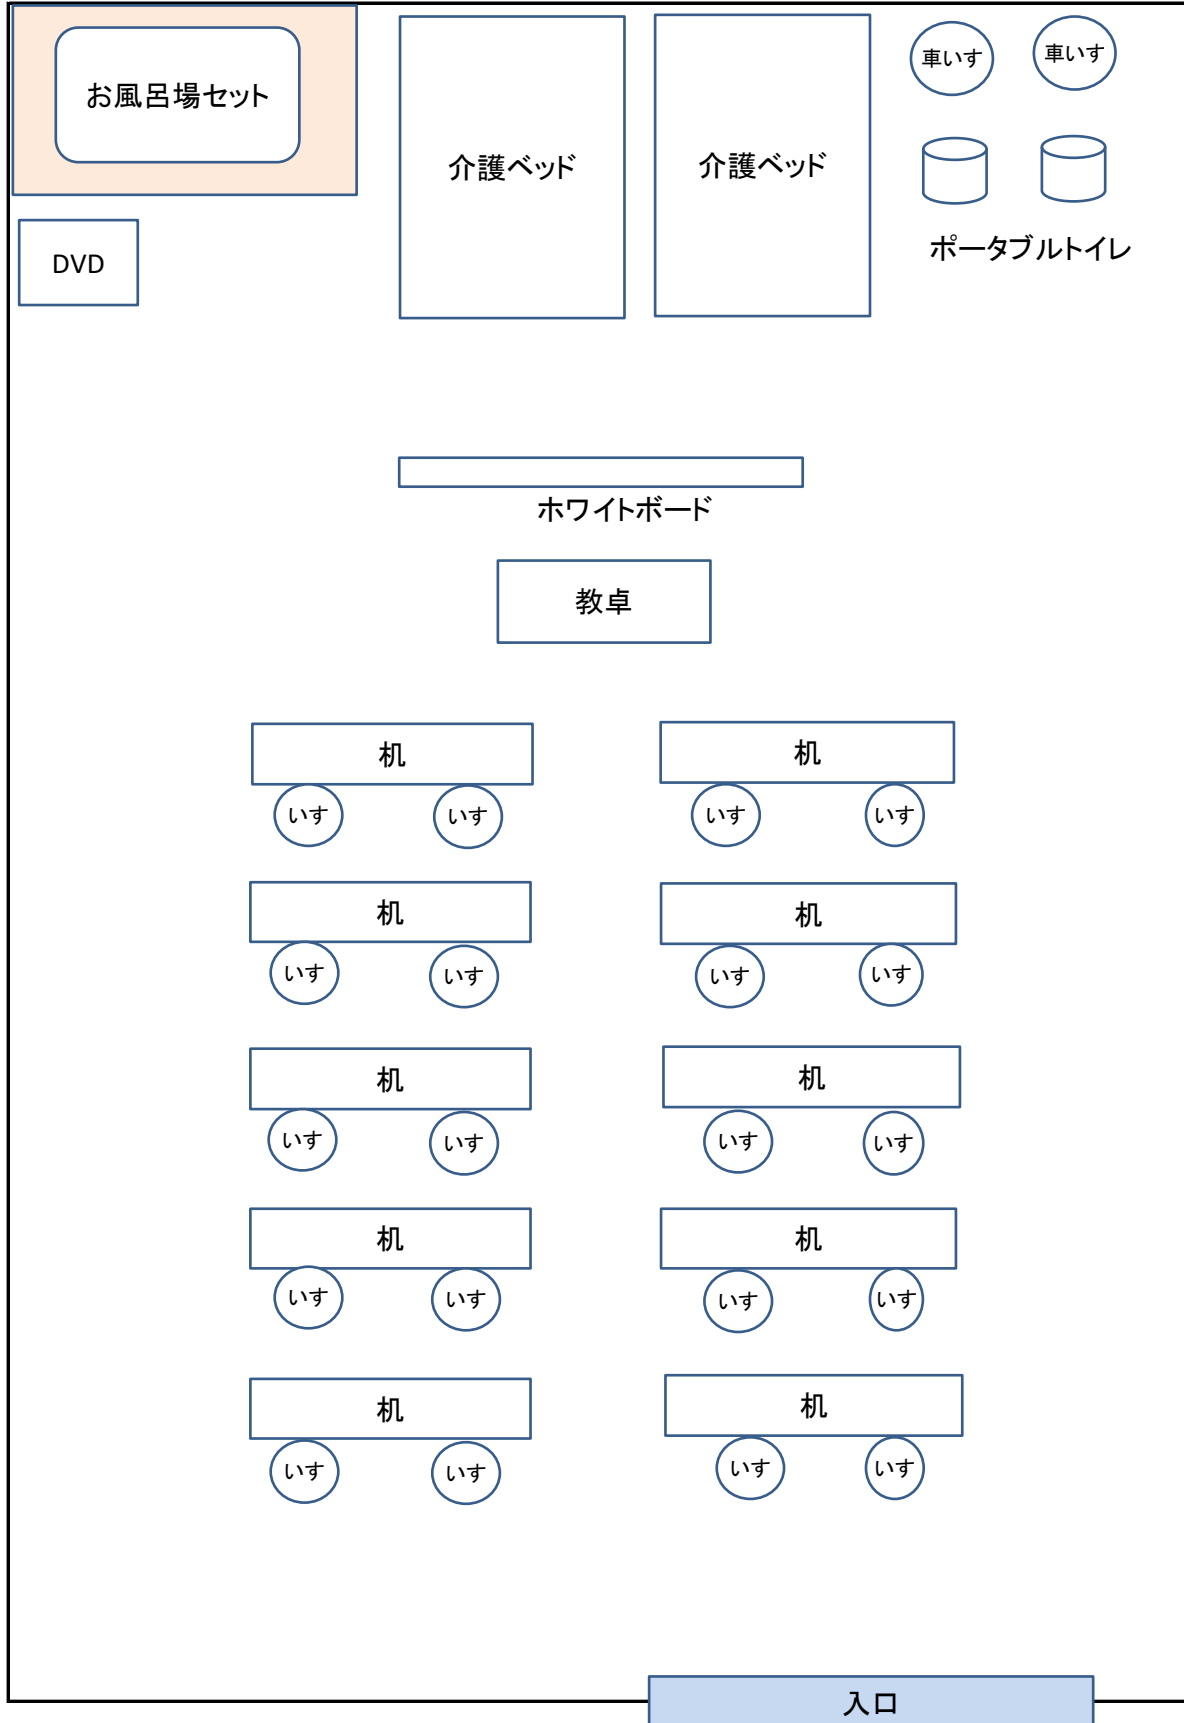 車いす 車いす
お風呂場セット
介護ベッド 介護ベッド
ポータブルトイレ
DVD
ホワイトボード
教卓
机 机
いす いす いす いす
机 机
いす いす いす いす
机 机
いす いす いす いす
机 机
いす いす いす いす
机 机
いす いす いす いす
入口